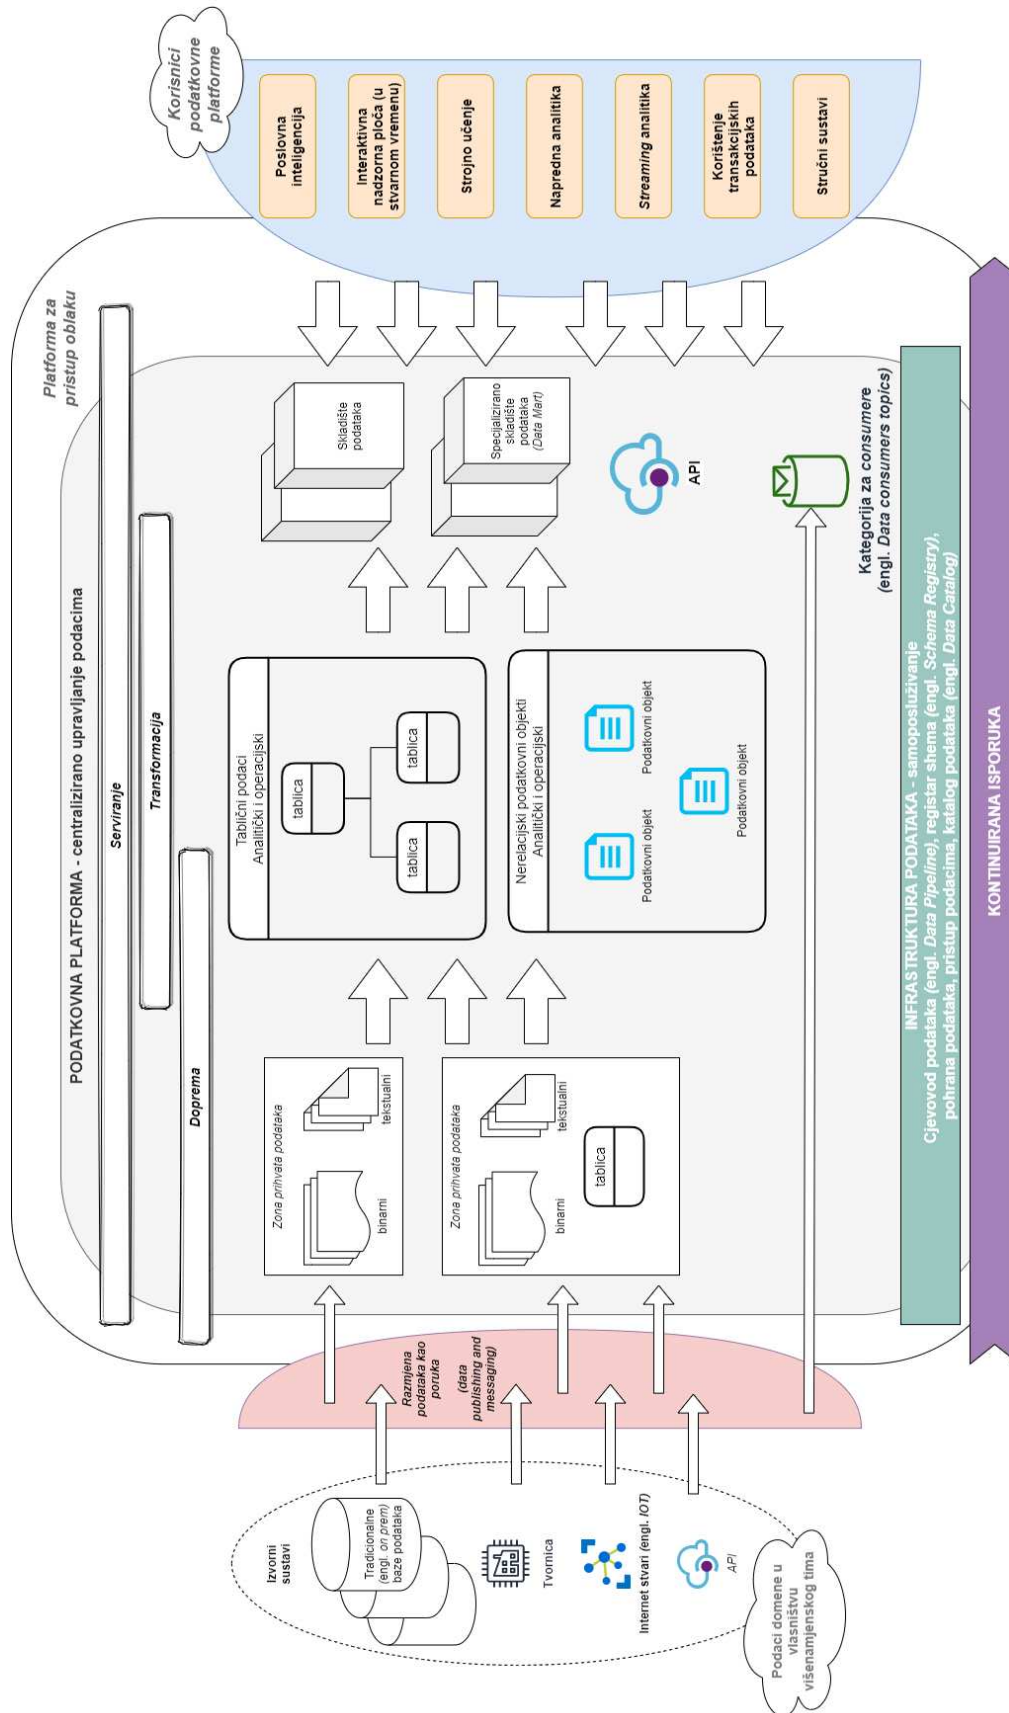 Korisnici
podatkovne
platforme
Platforma za
pristup oblaku
PODATKOVNA PLATFORMA - centralizirano upravljanje podacima
Serviranje
Transformacija
Doprema
Izvorni
sustavi
Tradicionalne
(engl. on prem)
baze podataka
Tvornica
Internet stvari (engl. IOT)
API
Podaci domene u
vlasništvu
višenamjenskog tima
Razmjena
podataka kao
poruka
(data
publishing and
messaging)
Zona prihvata podataka
binarni
tekstualni
Zona prihvata podataka
binarni
tekstualni
tablica
Tablični podaci
Analitički i operacijski
tablica
tablica
tablica
Nerelacijski podatkovni objekti
Analitički i operacijski
Podatkovni objekt
Podatkovni objekt
Podatkovni objekt
Skladište
podataka
Specijalizirano
skladište
podataka
(Data Mart)
API
Kategorija za consumere
(engl. Data consumers topics)
Poslovna
inteligencija
Interaktivna
nadzorna ploča (u
stvarnom vremenu)
Strojno učenje
Napredna analitika
Streaming analitika
Korištenje
transakcijskih
podataka
Stručni sustavi
INFRASTRUKTURA PODATAKA - samoposluživanje
Cjevovod podataka (engl. Data Pipeline), registar shema (engl. Schema Registry),
pohrana podataka, pristup podacima, katalog podataka (engl. Data Catalog)
KONTINUIRANA ISPORUKA